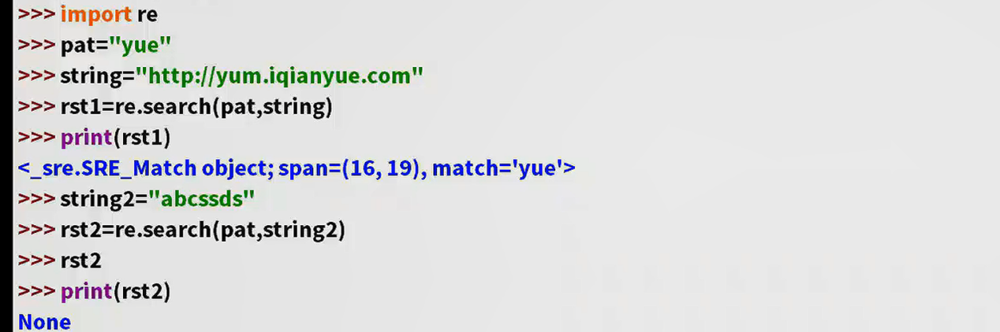 >>> import re
>>> pat="yue"
>>> string="http://yum.iqianyue.com"
>>> rst1=re.search(pat,string)
>>> print(rst1)
<_sre.SRE_Match object; span=(16, 19), match='yue'>
>>> string2="abcssds"
>>> rst2=re.search(pat,string2)
>>> rst2
>>> print(rst2)
None